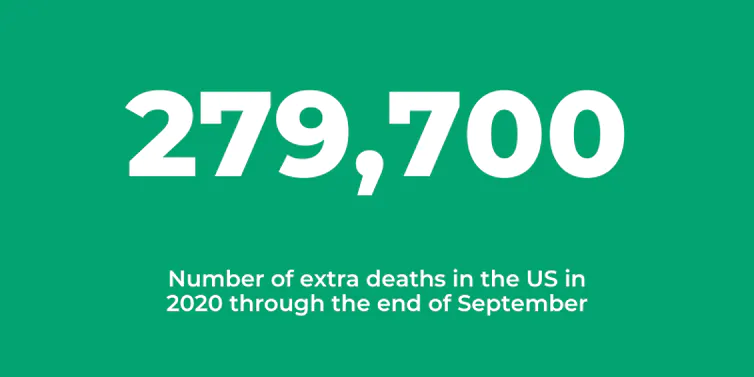 279,700
Number of extra deaths in the US in
2020 through the end of September